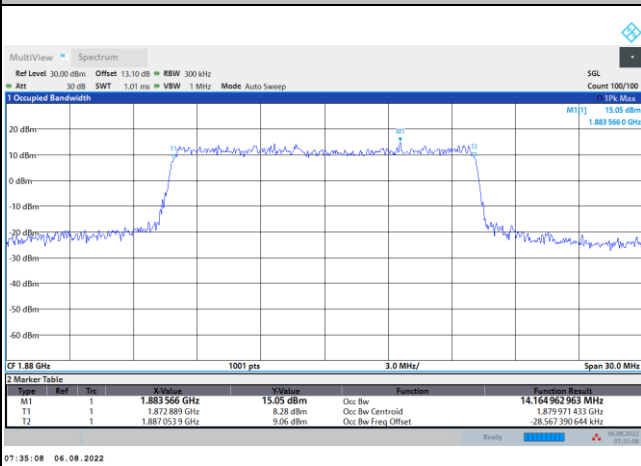 MultiView Spectrum
Ref Level 30.00 dBm Offset 13.10 dB RBW 300 kHz SGL
Att 30 dB SWT 1.01 ms VBW 1 MHz Mode Auto Sweep Count 100/100
1 Occupied Bandwidth 1Pk Max
M1[1] 15.05 dBm
1.883 566 0 GHz
20 dBm
M1
T1 T2
10 dBm
0 dBm
-10 dBm
-20 dBm
-30 dBm
-40 dBm
-50 dBm
-60 dBm
CF 1.88 GHz 1001 pts 3.0 MHz/ Span 30.0 MHz
2 Marker Table
Type Ref Trc X-Value Y-Value Function Function Result
M1 1 1.883 566 GHz 15.05 dBm Occ Bw 14.164 962 963 MHz
T1 1 1.872 889 GHz 8.28 dBm Occ Bw Centroid 1.879 971 433 GHz
T2 1 1.887 053 9 GHz 9.06 dBm Occ Bw Freq Offset -28.567 390 644 kHz
Ready 06.08.2022
07:35:08
07:35:08 06.08.2022